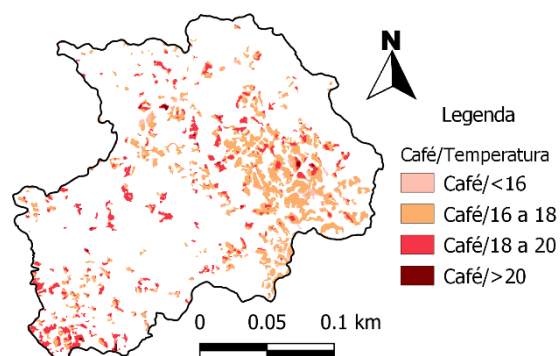 N
Legenda
Café/Temperatura
Café/<16
Café/16 a 18
Café/18 a 20
Café/>20
0 0.05 0.1 km